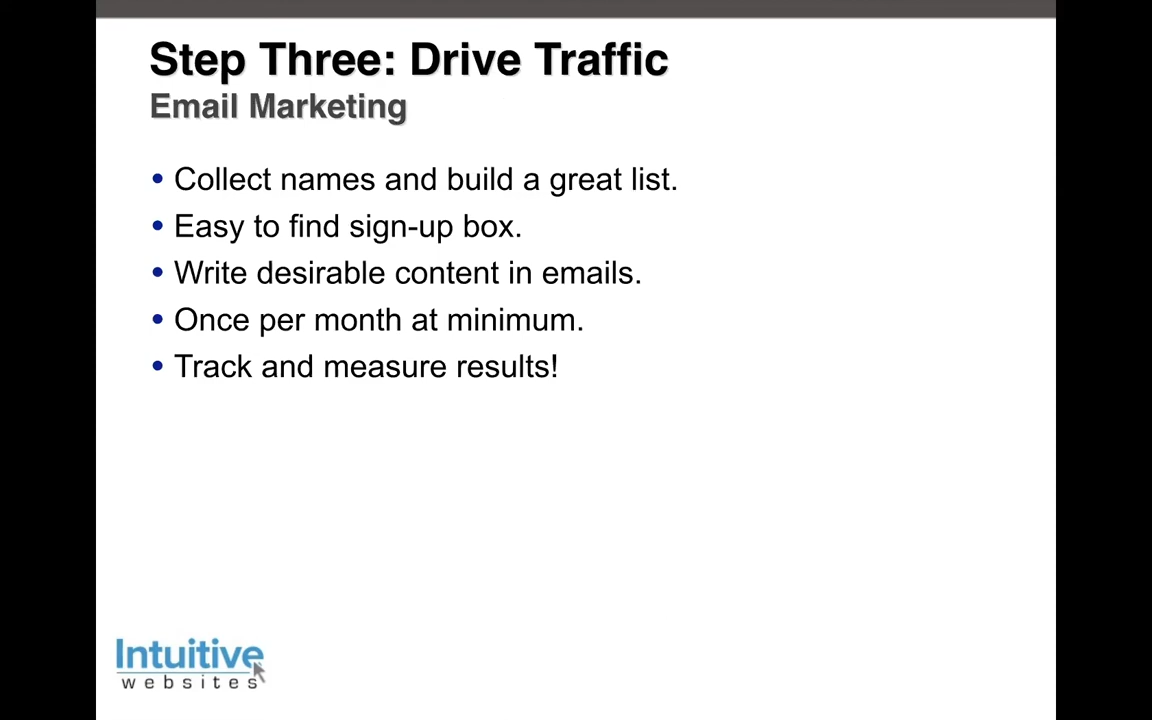 Step Three: Drive Traffic
Email Marketing
• Collect names and build a great list.
• Easy to find sign-up box.
• Write desirable content in emails.
• Once per month at minimum.
• Track and measure results!
Intuitive
websites